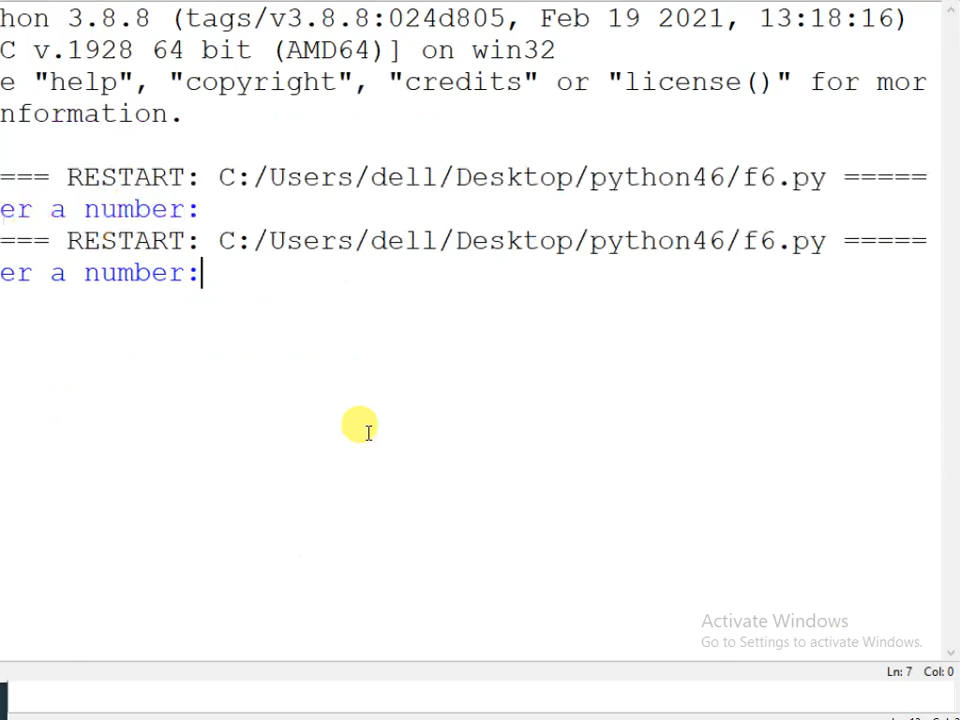 hon 3.8.8 (tags/v3.8.8:024d805, Feb 19 2021, 13:18:16)
C v.1928 64 bit (AMD64)] on win32
e "help", "copyright", "credits" or "license()" for mor
nformation.
=== RESTART: C:/Users/dell/Desktop/python46/f6.py =====
er a number:
=== RESTART: C:/Users/dell/Desktop/python46/f6.py =====
er a number:
Activate Windows
Go to Settings to activate Windows.
Ln: 7 Col: 0